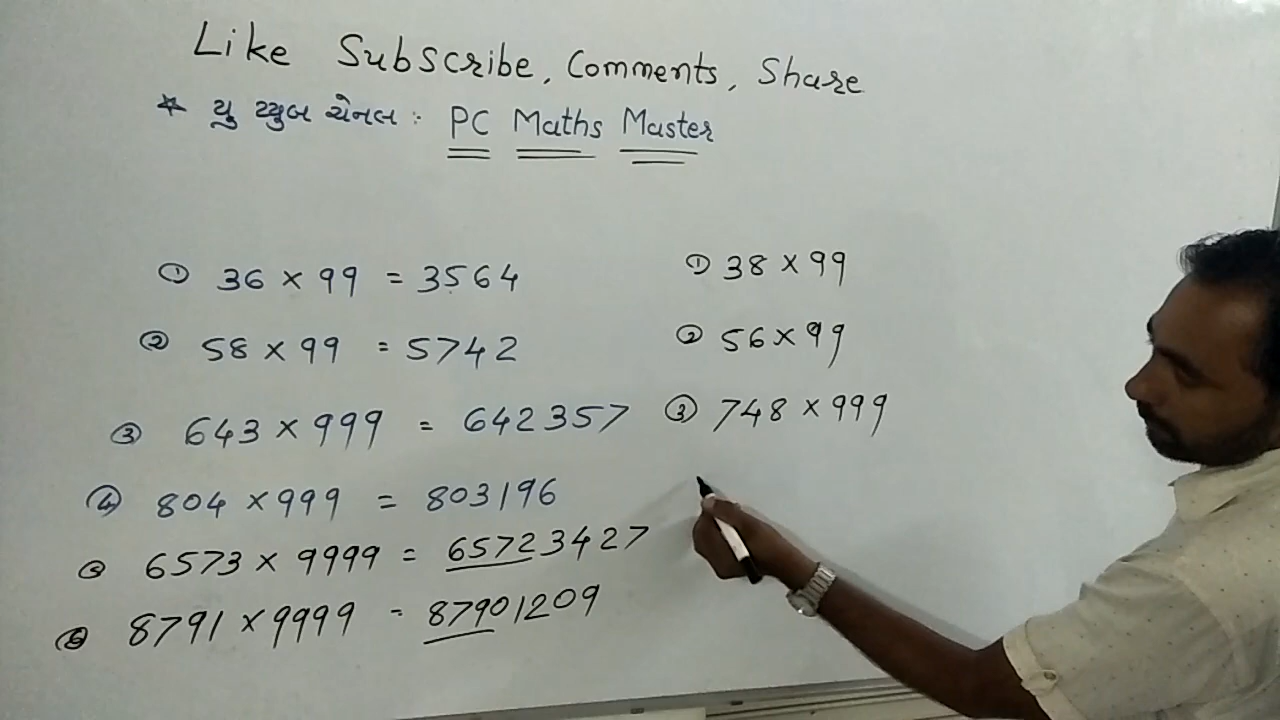 Like Subscribe, Comments, Share
* યુ ટ્યુબ ચેનલ : PC Maths Master
① 36 × 99 = 3564
② 58 × 99 = 5742
③ 643 × 999 = 642357
④ 804 × 999 = 803196
⑤ 6573 × 9999 = 65723427
⑥ 8791 × 9999 = 87901209
① 38 × 99
② 56 × 99
③ 748 × 999